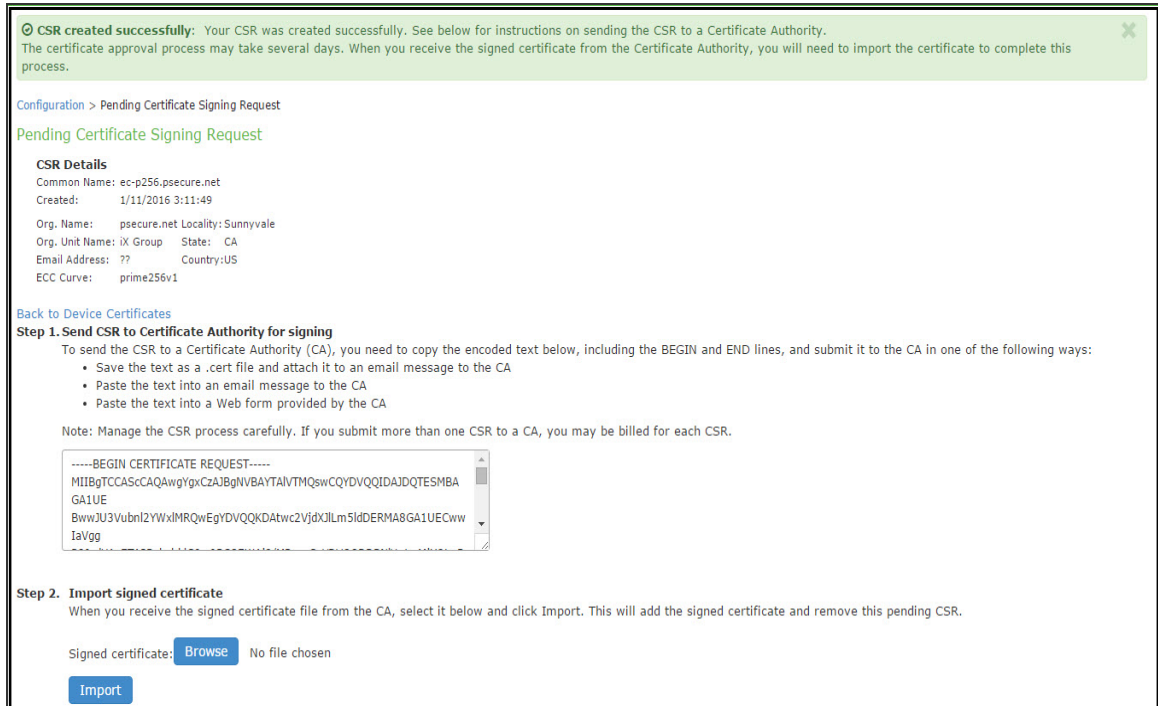 CSR created successfully: Your CSR was created successfully. See below for instructions on sending the CSR to a Certificate Authority.
The certificate approval process may take several days. When you receive the signed certificate from the Certificate Authority, you will need to import the certificate to complete this
process.
Configuration > Pending Certificate Signing Request
Pending Certificate Signing Request
CSR Details
Common Name: ec-p256.psecure.net
Created: 1/11/2016 3:11:49
Org. Name: psecure.net Locality: Sunnyvale
Org. Unit Name: iX Group State: CA
Email Address: ?? Country:US
ECC Curve: prime256v1
Back to Device Certificates
Step 1. Send CSR to Certificate Authority for signing
To send the CSR to a Certificate Authority (CA), you need to copy the encoded text below, including the BEGIN and END lines, and submit it to the CA in one of the following ways:
• Save the text as a .cert file and attach it to an email message to the CA
• Paste the text into an email message to the CA
• Paste the text into a Web form provided by the CA
Note: Manage the CSR process carefully. If you submit more than one CSR to a CA, you may be billed for each CSR.
-----BEGIN CERTIFICATE REQUEST-----
MIIBgTCCAScCAQAwgYgxCzAJBgNVBAYTAlVTMQswCQYDVQQIDAJDQTESMBA
GA1UE
BwwJU3Vubnl2YWxlMRQwEgYDVQQKDAtwc2VjdXJlLm5ldDERMA8GA1UECww
IaVgg
Step 2. Import signed certificate
When you receive the signed certificate file from the CA, select it below and click Import. This will add the signed certificate and remove this pending CSR.
Signed certificate: Browse No file chosen
Import